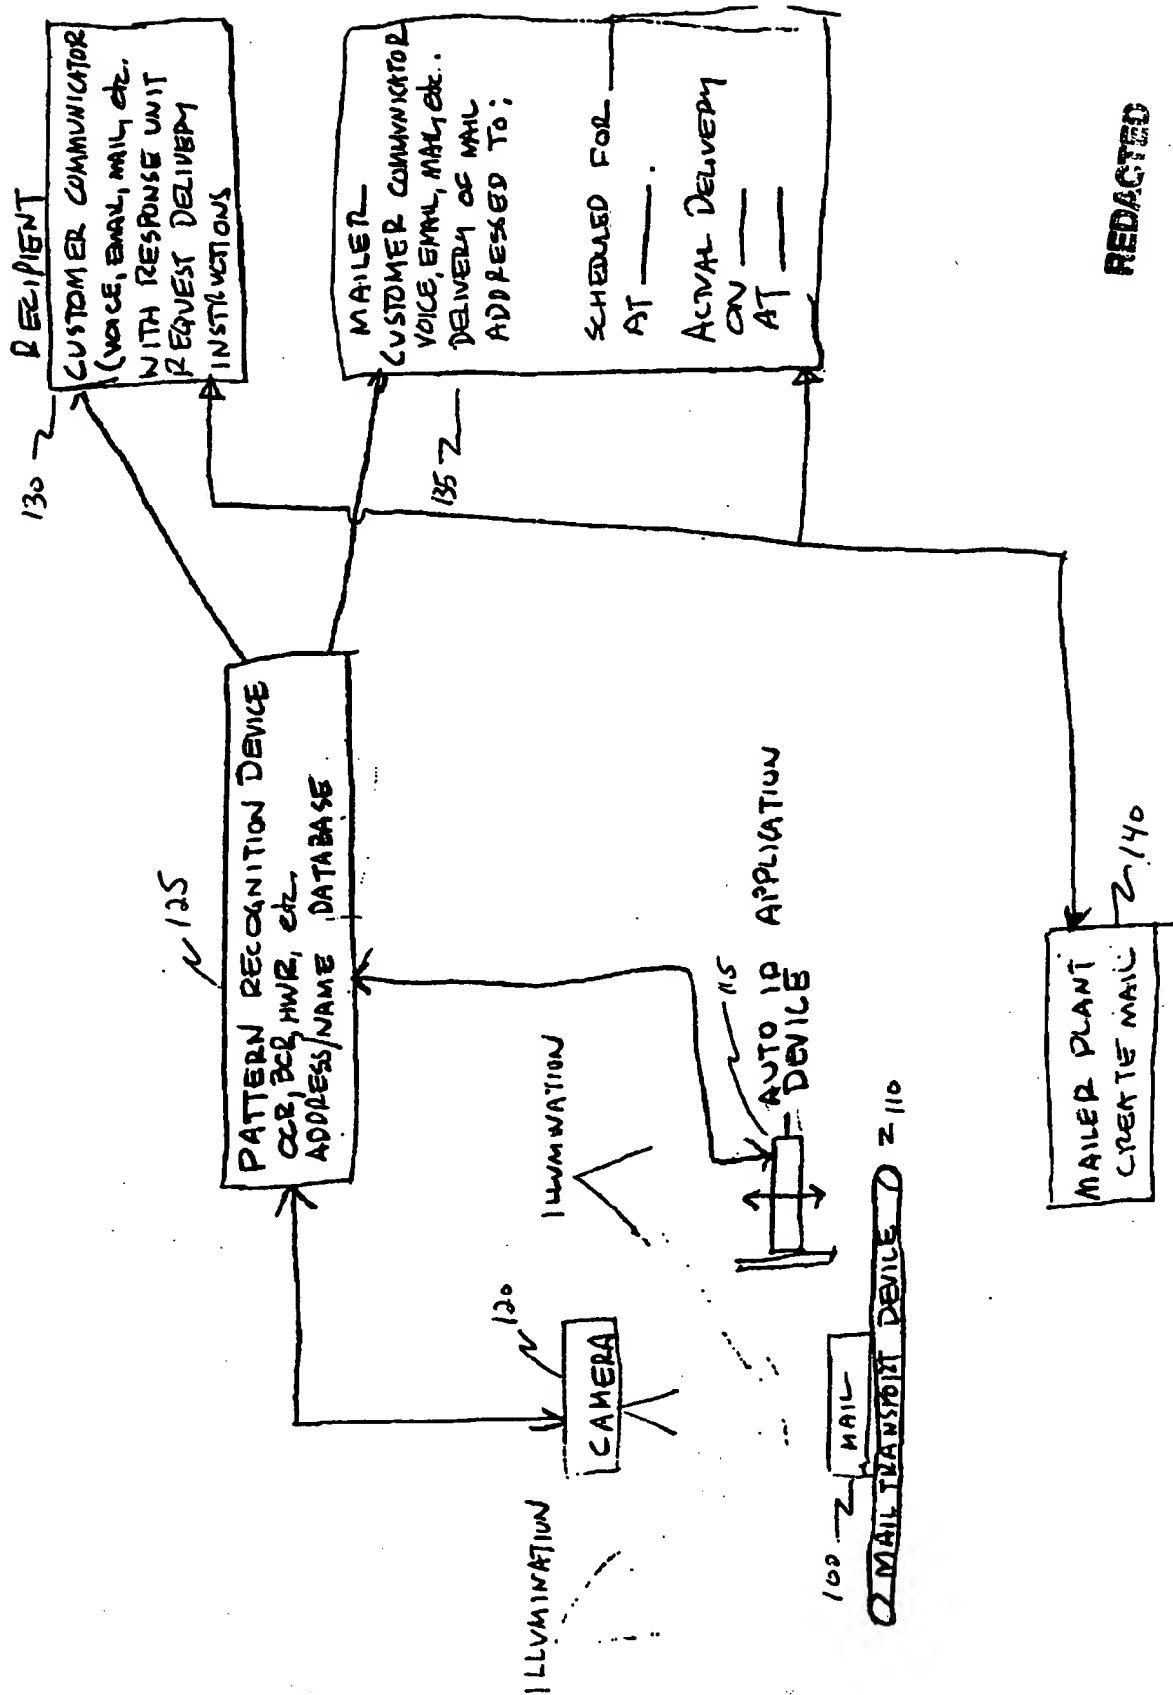 RECIPIENT
CUSTOMER COMMUNICATOR
(VOICE, EMAIL, MAIL, etc.
WITH RESPONSE UNIT
REQUEST DELIVERY
INSTRUCTIONS
130
MAILER
CUSTOMER COMMUNICATOR
VOICE, EMAIL, MAIL, etc..
DELIVERY OF MAIL
ADDRESSED TO;
SCHEDULED FOR
AT
ACTUAL DELIVERY
ON
AT
135
125
PATTERN RECOGNITION DEVICE
OCR, BCR, HWR, etc.
ADDRESS/NAME DATABASE
ILLUMINATION
120
CAMERA
ILLUMINATION
115
AUTO ID APPLICATION
DEVICE
100
MAIL
MAIL TRANSPORT DEVICE
110
MAILER PLANT
CREATE MAIL
140
REDACTED